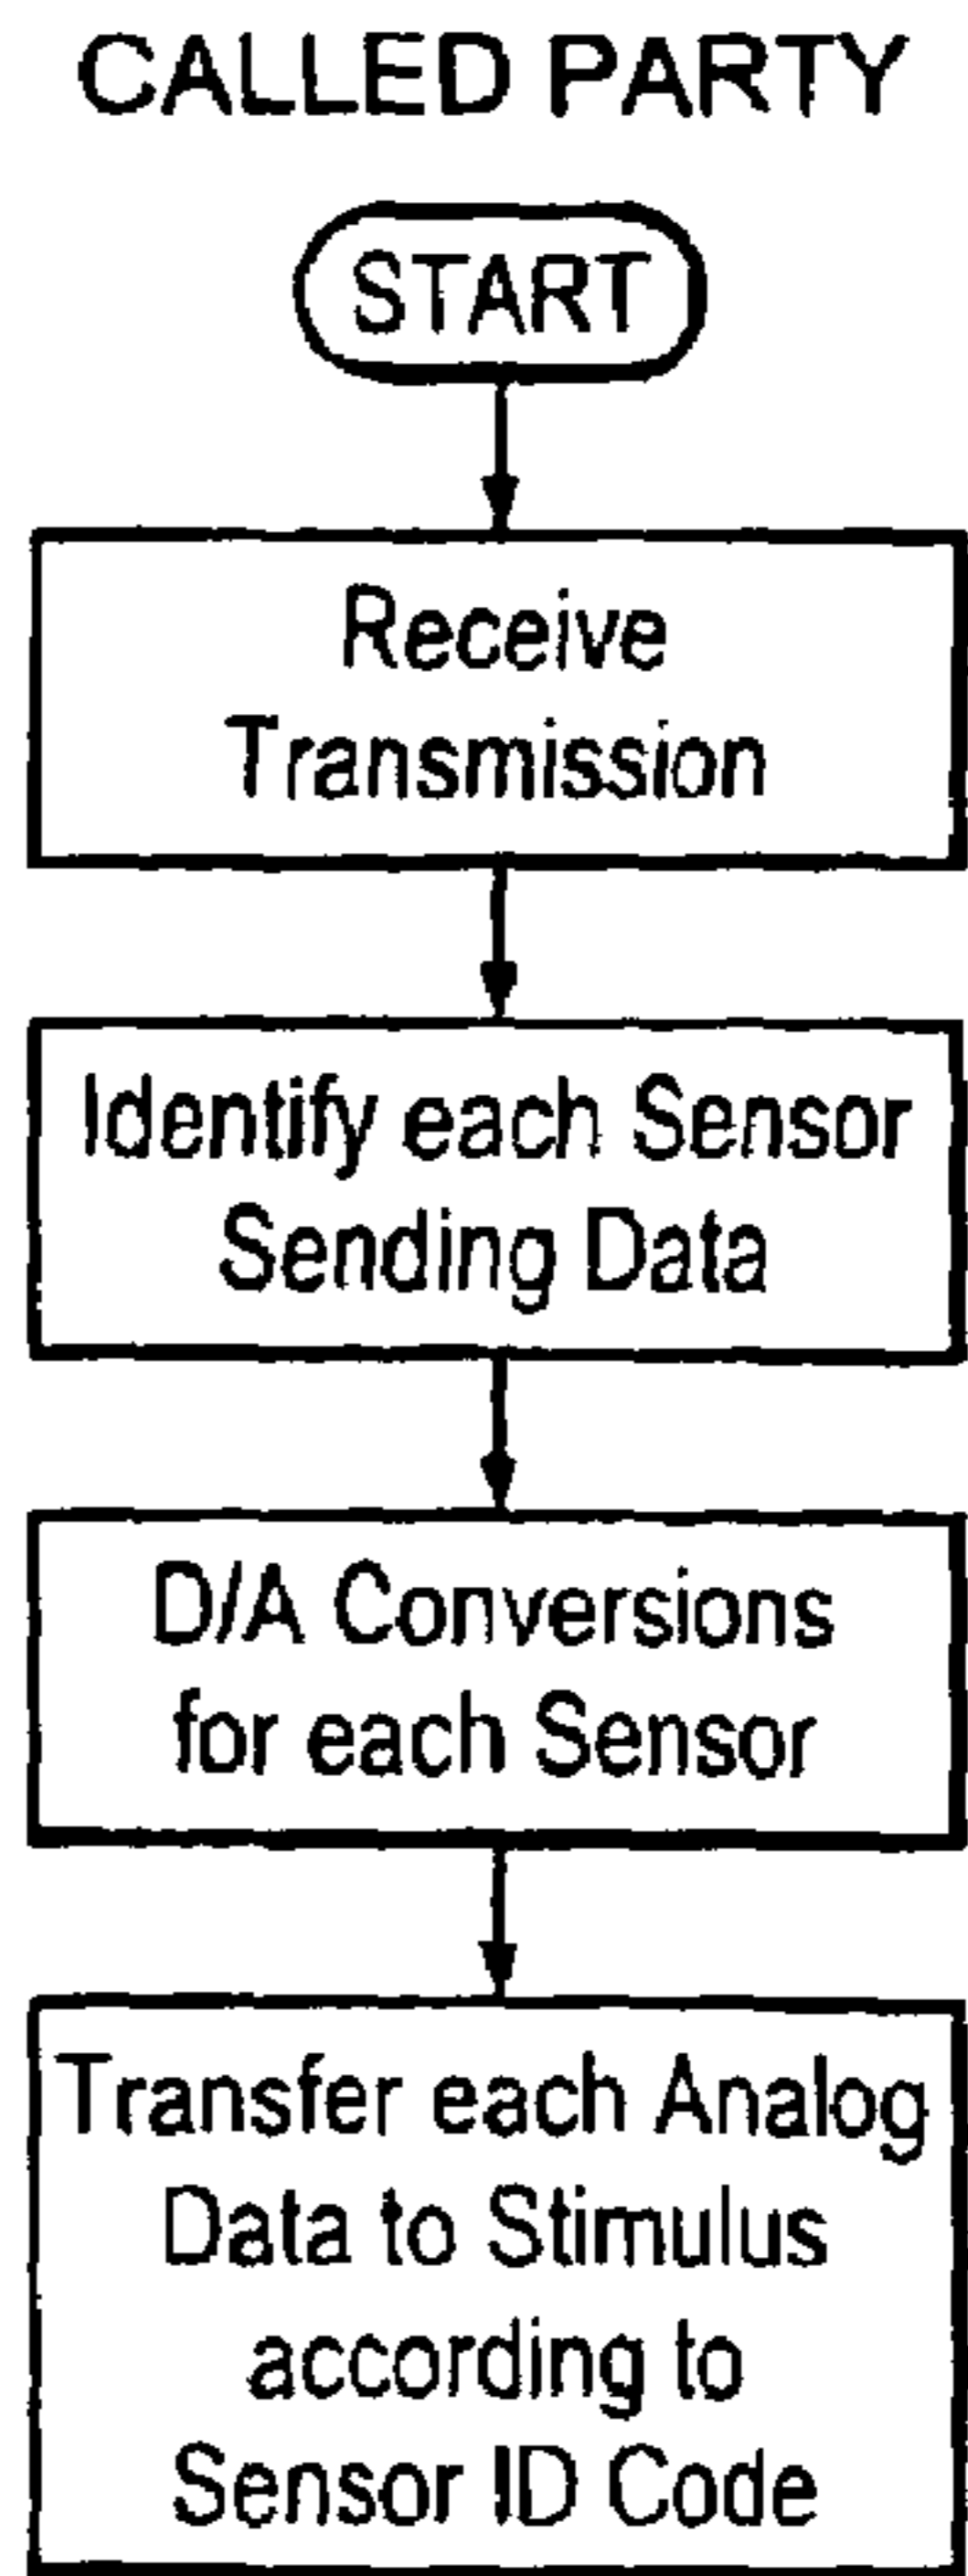 CALLED PARTY
START
Receive
Transmission
Identify each Sensor
Sending Data
D/A Conversions
for each Sensor
Transfer each Analog
Data to Stimulus
according to
Sensor ID Code